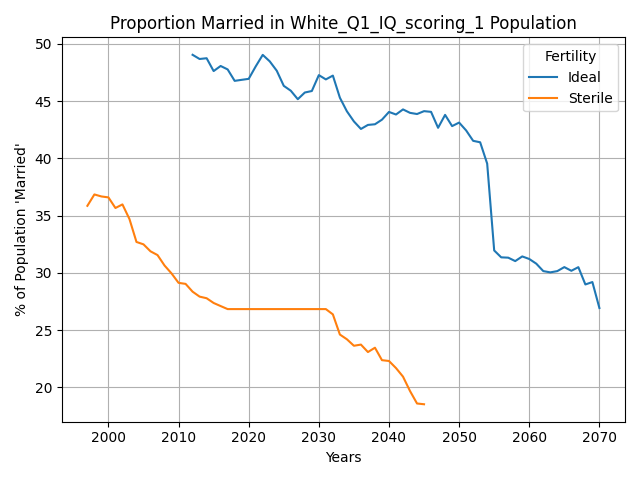 Proportion Married in White_Q1_IQ_scoring_1 Population
% of Population 'Married'
50
45
40
35
30
25
20
Fertility
Ideal
Sterile
2000 2010 2020 2030 2040 2050 2060 2070
Years